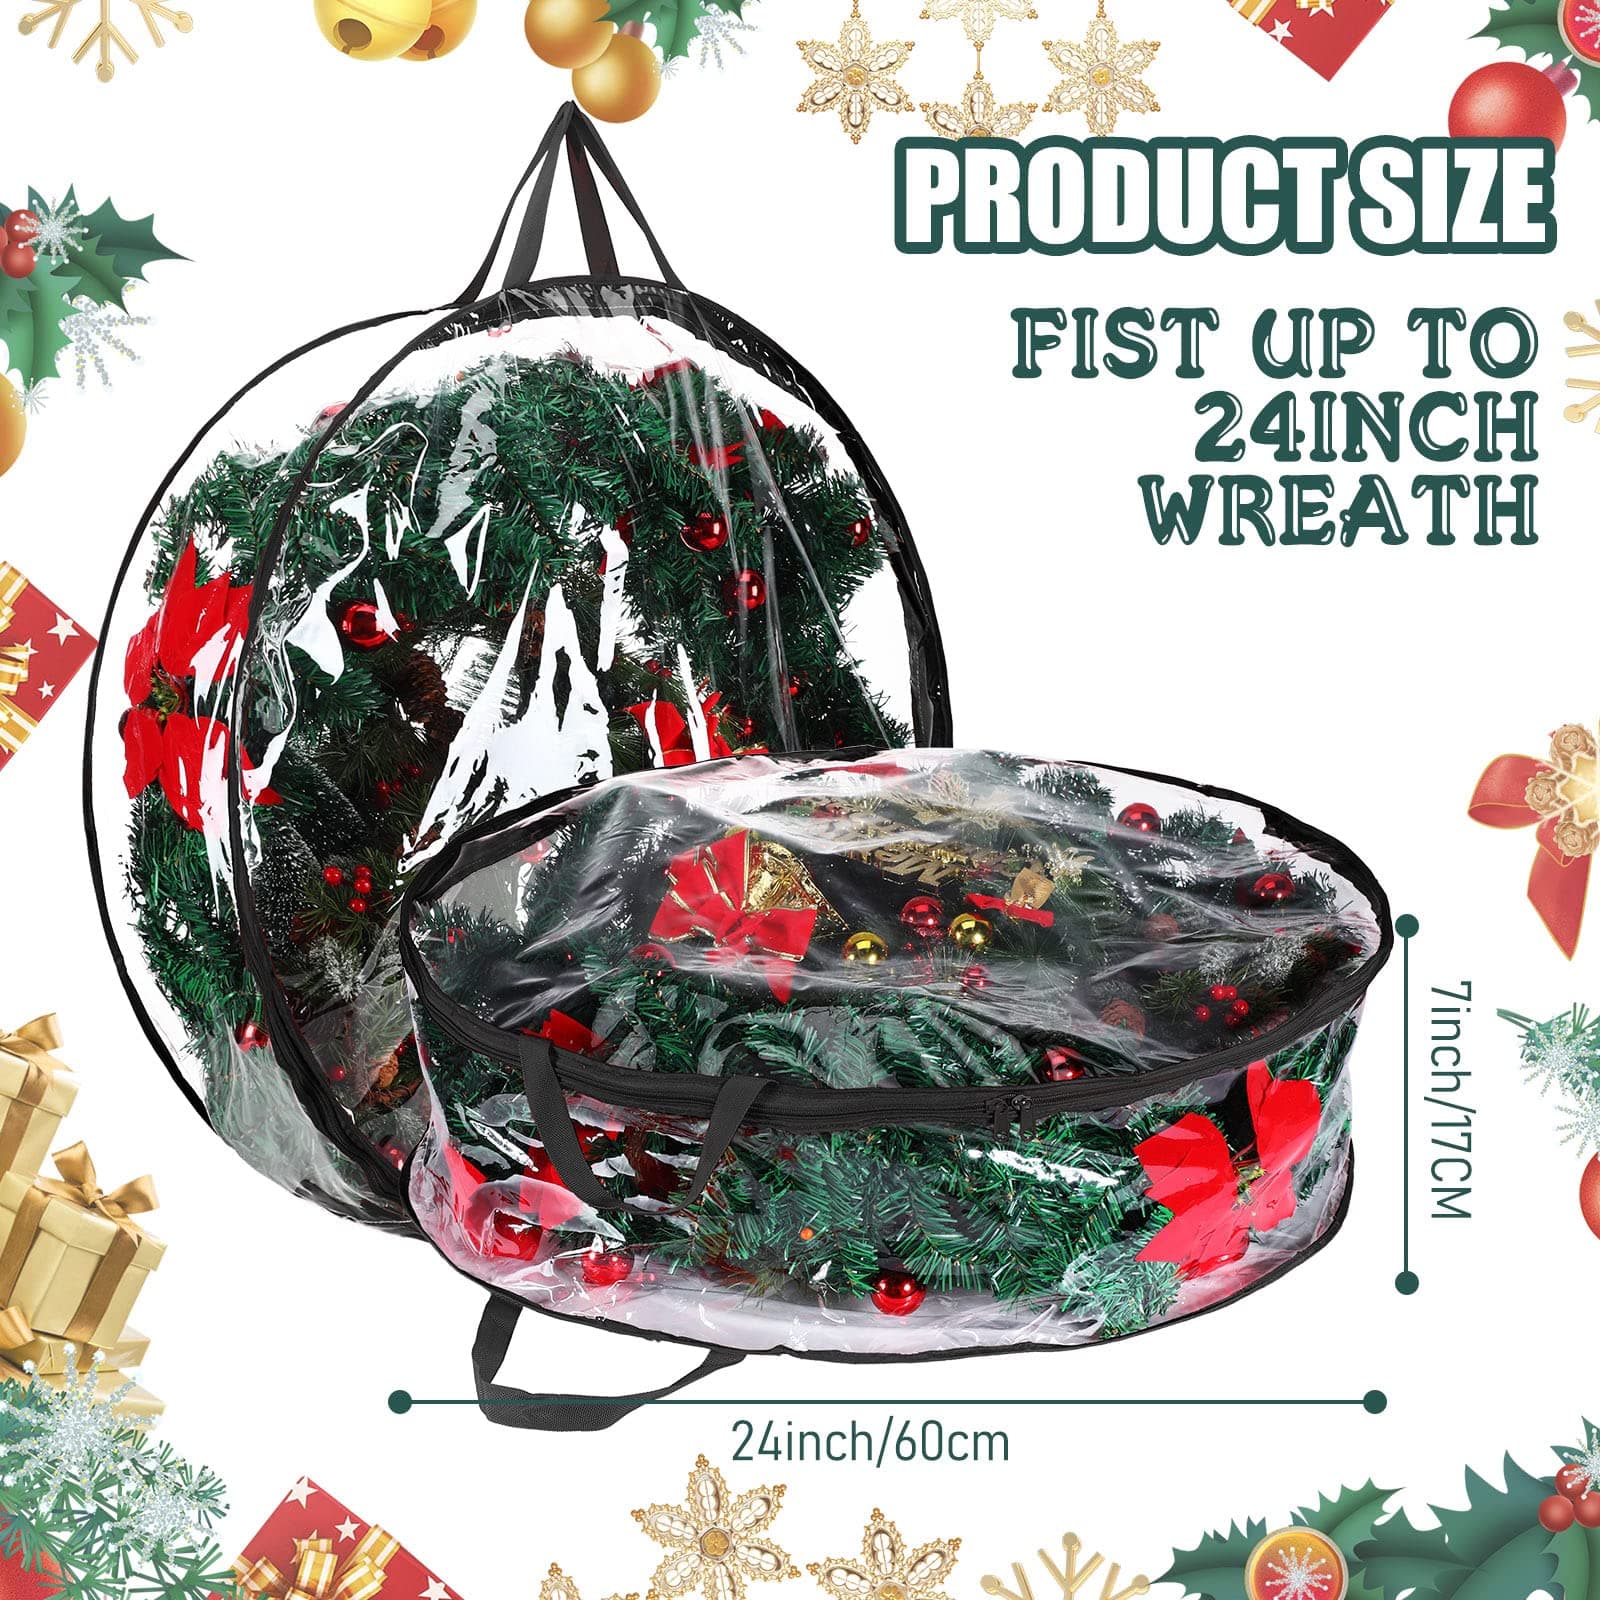 PRODUCT SIZE
FIST UP TO
24INCH
WREATH
7inch/17CM
24inch/60cm